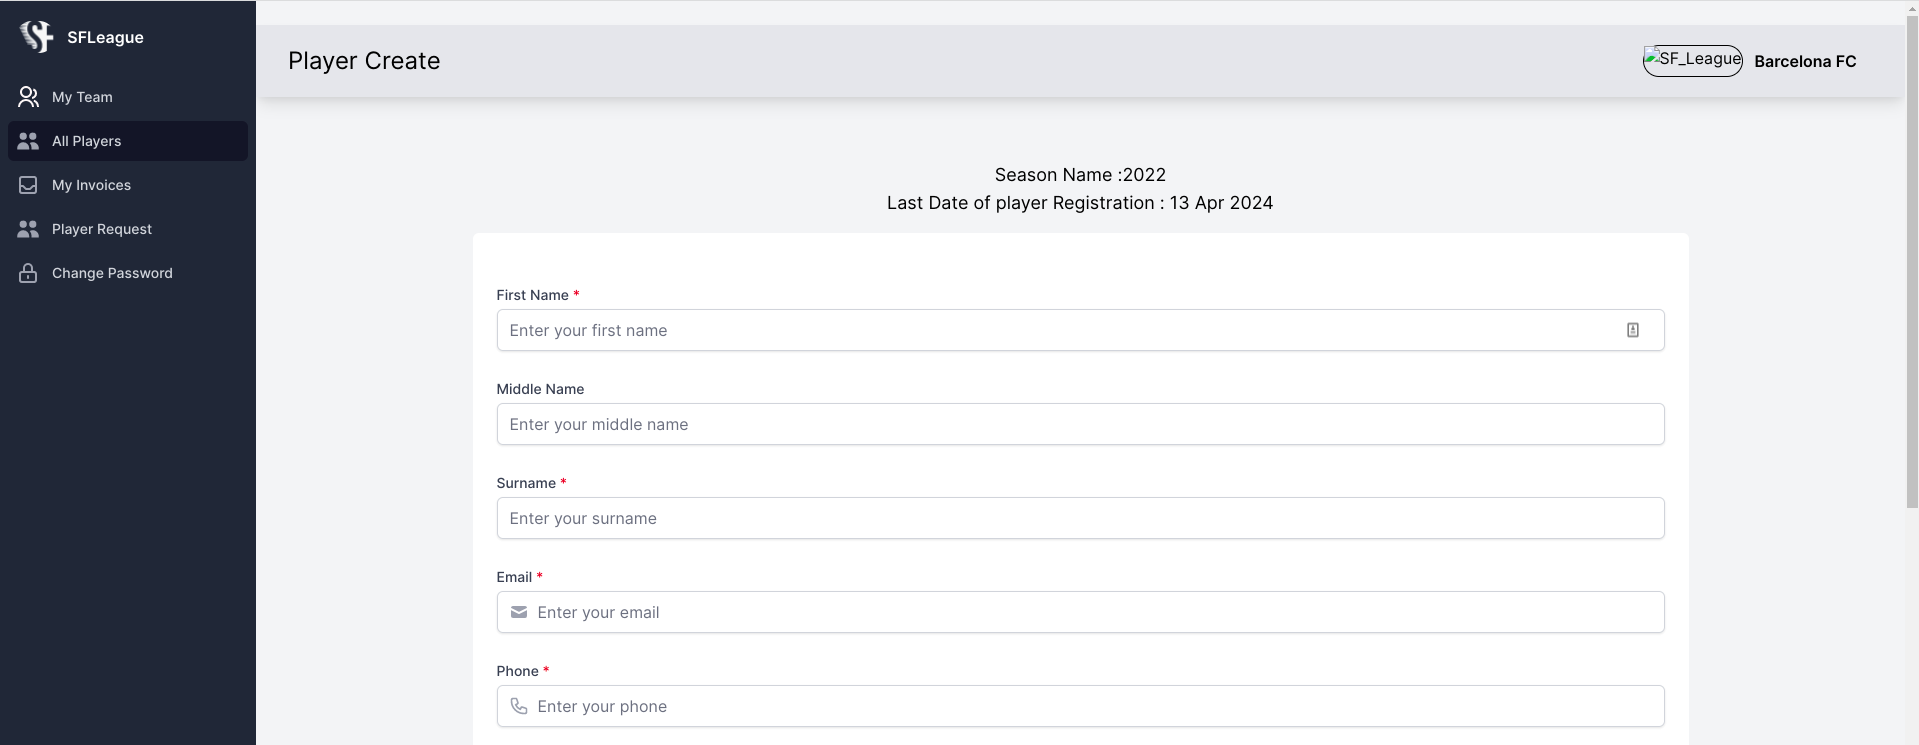 SFLeague
My Team
All Players
My Invoices
Player Request
Change Password
Player Create
SF_League
Barcelona FC
Season Name :2022
Last Date of player Registration : 13 Apr 2024
First Name *
Enter your first name
Middle Name
Enter your middle name
Surname *
Enter your surname
Email *
Enter your email
Phone *
Enter your phone